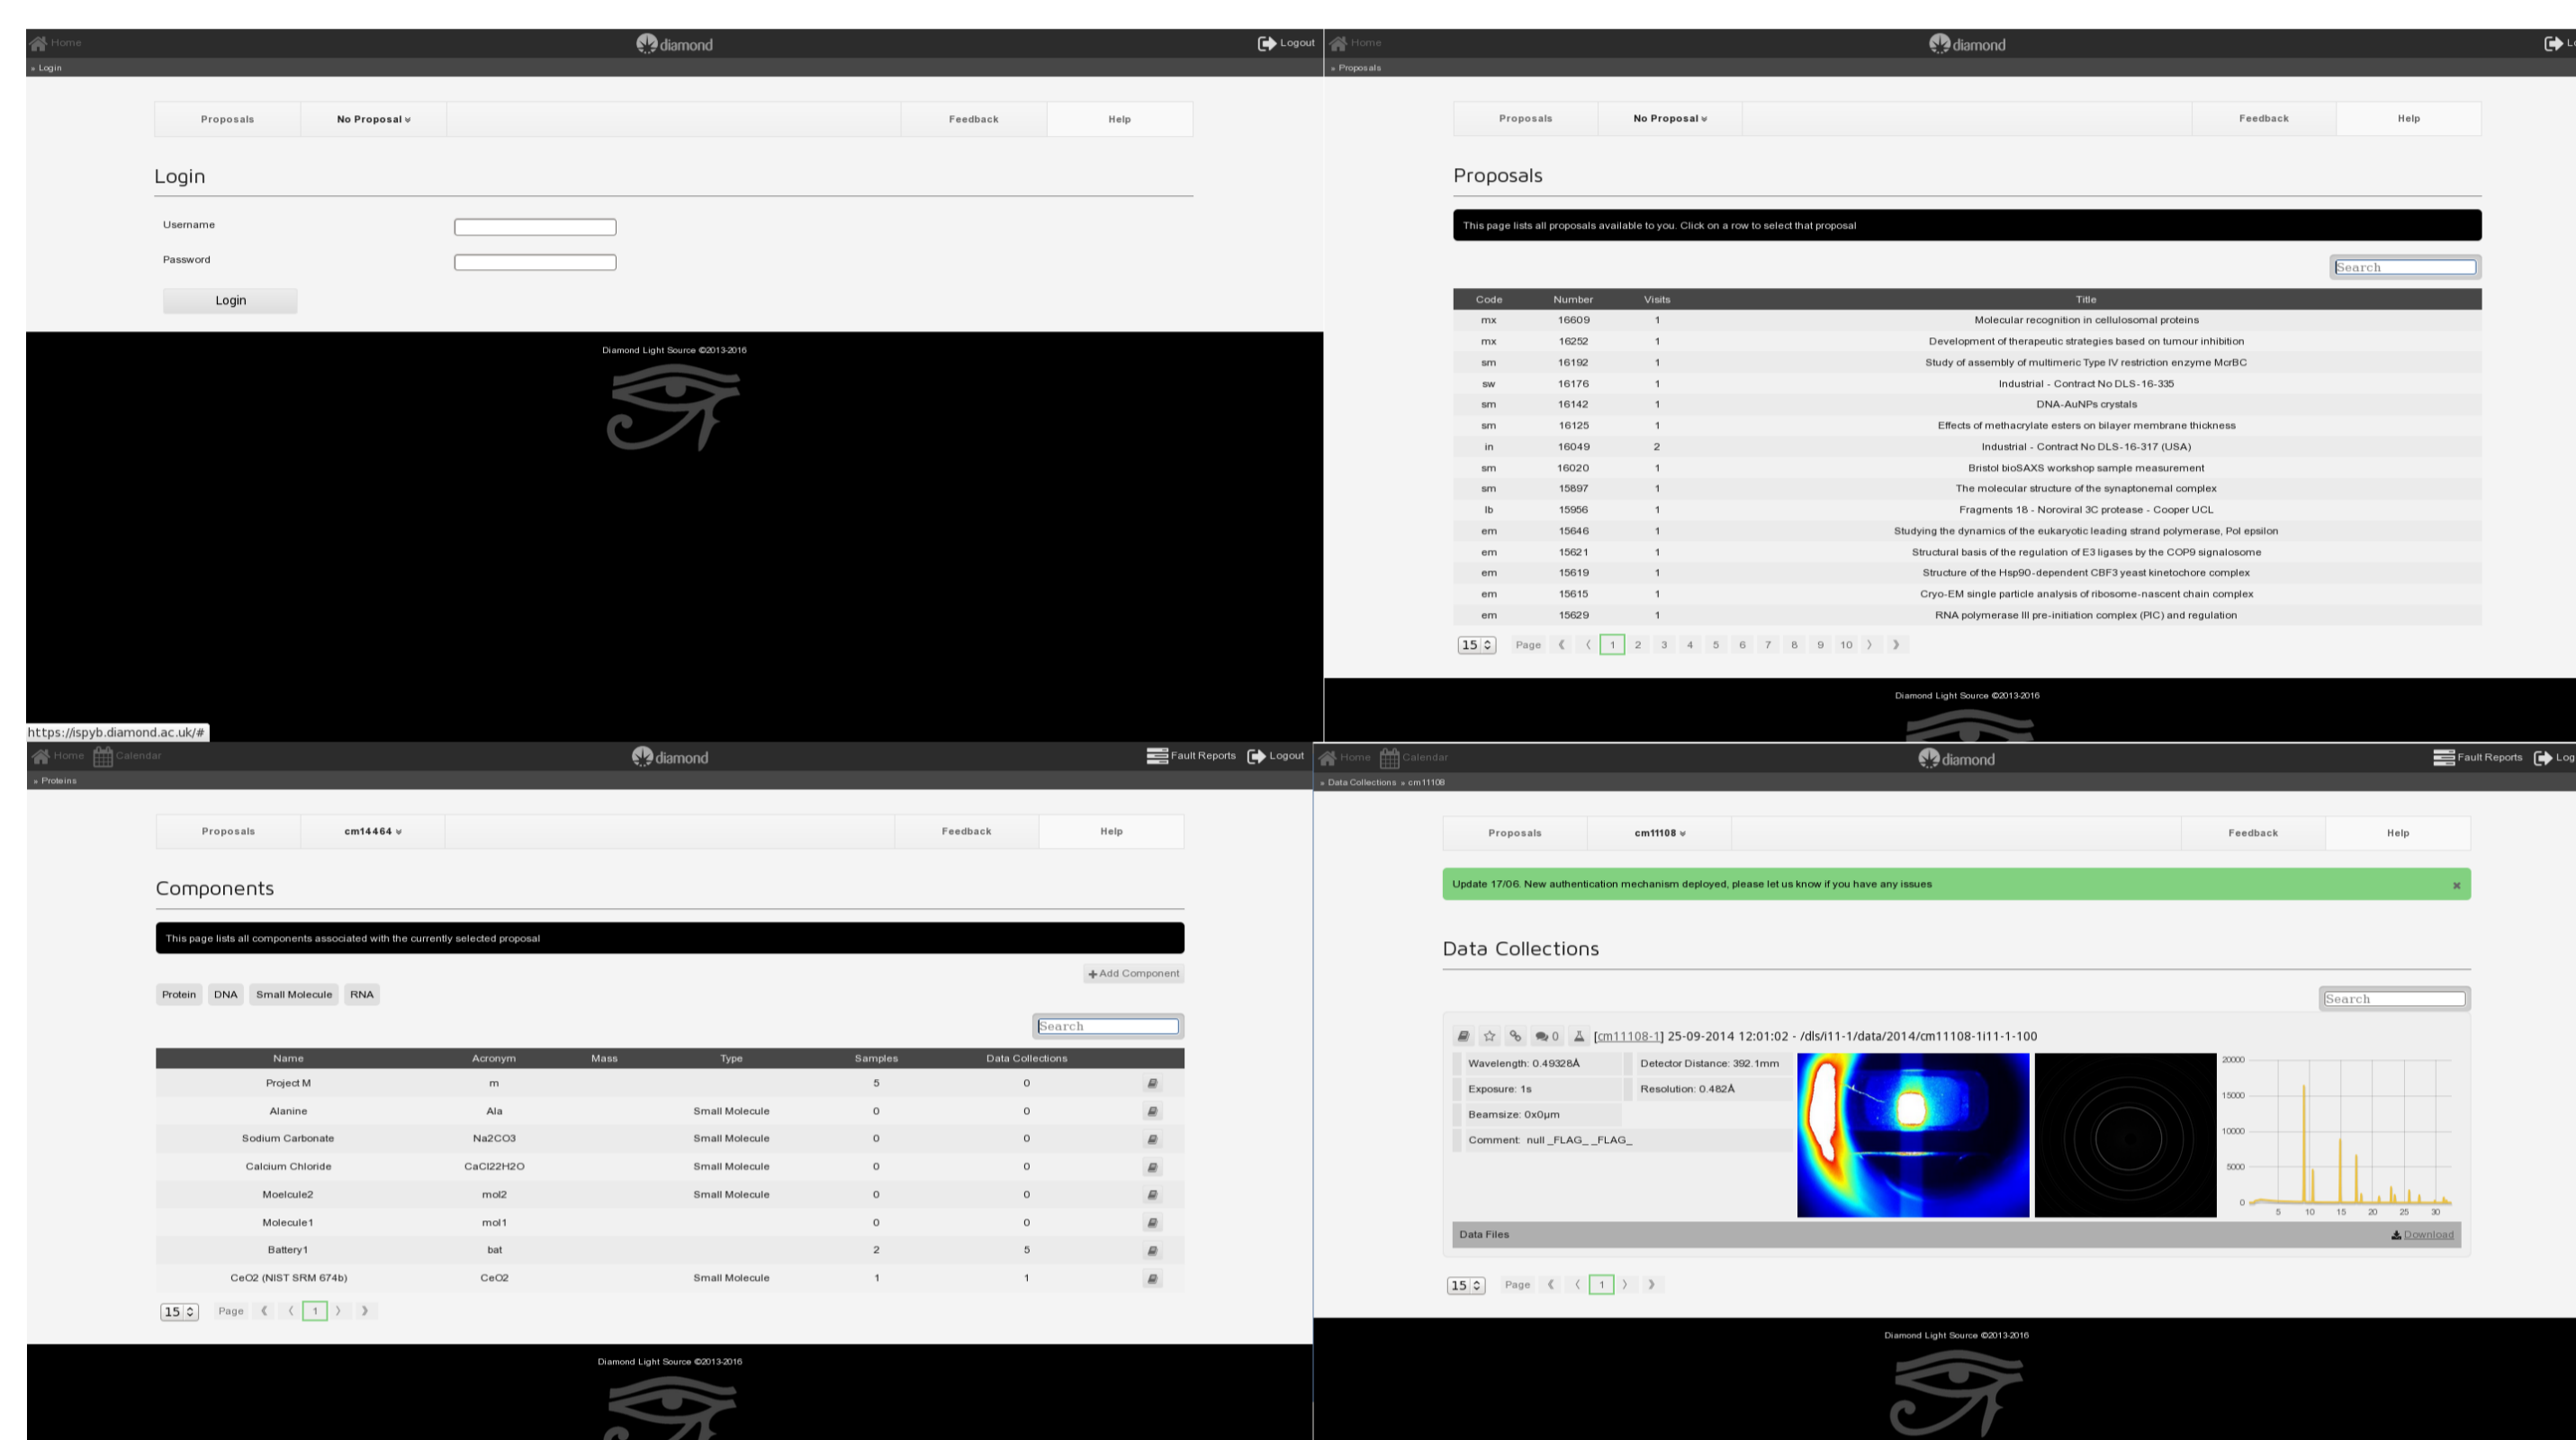 Home diamond Logout
» Login
Proposals No Proposal Feedback Help
Login
Username
Password
Login
Diamond Light Source ©2013-2016
https://ispyb.diamond.ac.uk/#
Home diamond Lo
» Proposals
Proposals No Proposal Feedback Help
Proposals
This page lists all proposals available to you. Click on a row to select that proposal
Search
Code Number Visits Title
mx 16609 1 Molecular recognition in cellulosomal proteins
mx 16252 1 Development of therapeutic strategies based on tumour inhibition
sm 16192 1 Study of assembly of multimeric Type IV restriction enzyme McrBC
sw 16176 1 Industrial - Contract No DLS-16-335
sm 16142 1 DNA-AuNPs crystals
sm 16125 1 Effects of methacrylate esters on bilayer membrane thickness
in 16049 2 Industrial - Contract No DLS-16-317 (USA)
sm 16020 1 Bristol bioSAXS workshop sample measurement
sm 15897 1 The molecular structure of the synaptonemal complex
lb 15956 1 Fragments 18 - Noroviral 3C protease - Cooper UCL
em 15646 1 Studying the dynamics of the eukaryotic leading strand polymerase, Pol epsilon
em 15621 1 Structural basis of the regulation of E3 ligases by the COP9 signalosome
em 15619 1 Structure of the Hsp90-dependent CBF3 yeast kinetochore complex
em 15615 1 Cryo-EM single particle analysis of ribosome-nascent chain complex
em 15629 1 RNA polymerase III pre-initiation complex (PIC) and regulation
15 Page 《 〈 1 2 3 4 5 6 7 8 9 10 〉 》
Diamond Light Source ©2013-2016
Home Calendar diamond Fault Reports Logout
» Proteins
Proposals cm14464 Feedback Help
Components
This page lists all components associated with the currently selected proposal
+ Add Component
Protein DNA Small Molecule RNA
Search
Name Acronym Mass Type Samples Data Collections
Project M m 5 0
Alanine Ala Small Molecule 0 0
Sodium Carbonate Na2CO3 Small Molecule 0 0
Calcium Chloride CaCl22H2O Small Molecule 0 0
Moelcule2 mol2 Small Molecule 0 0
Molecule1 mol1 0 0
Battery1 bat 2 5
CeO2 (NIST SRM 674b) CeO2 Small Molecule 1 1
15 Page 《 〈 1 〉 》
Diamond Light Source ©2013-2016
Home Calendar diamond Fault Reports Log
» Data Collections » cm11108
Proposals cm11108 Feedback Help
Update 17/06. New authentication mechanism deployed, please let us know if you have any issues
Data Collections
Search
0 [cm11108-1] 25-09-2014 12:01:02 - /dls/i11-1/data/2014/cm11108-1i11-1-100
Wavelength: 0.49328Å Detector Distance: 392.1mm
Exposure: 1s Resolution: 0.482Å
Beamsize: 0x0µm
Comment: null _FLAG_ _FLAG_
20000
15000
10000
5000
0
5 10 15 20 25 30
Data Files Download
15 Page 《 〈 1 〉 》
Diamond Light Source ©2013-2016